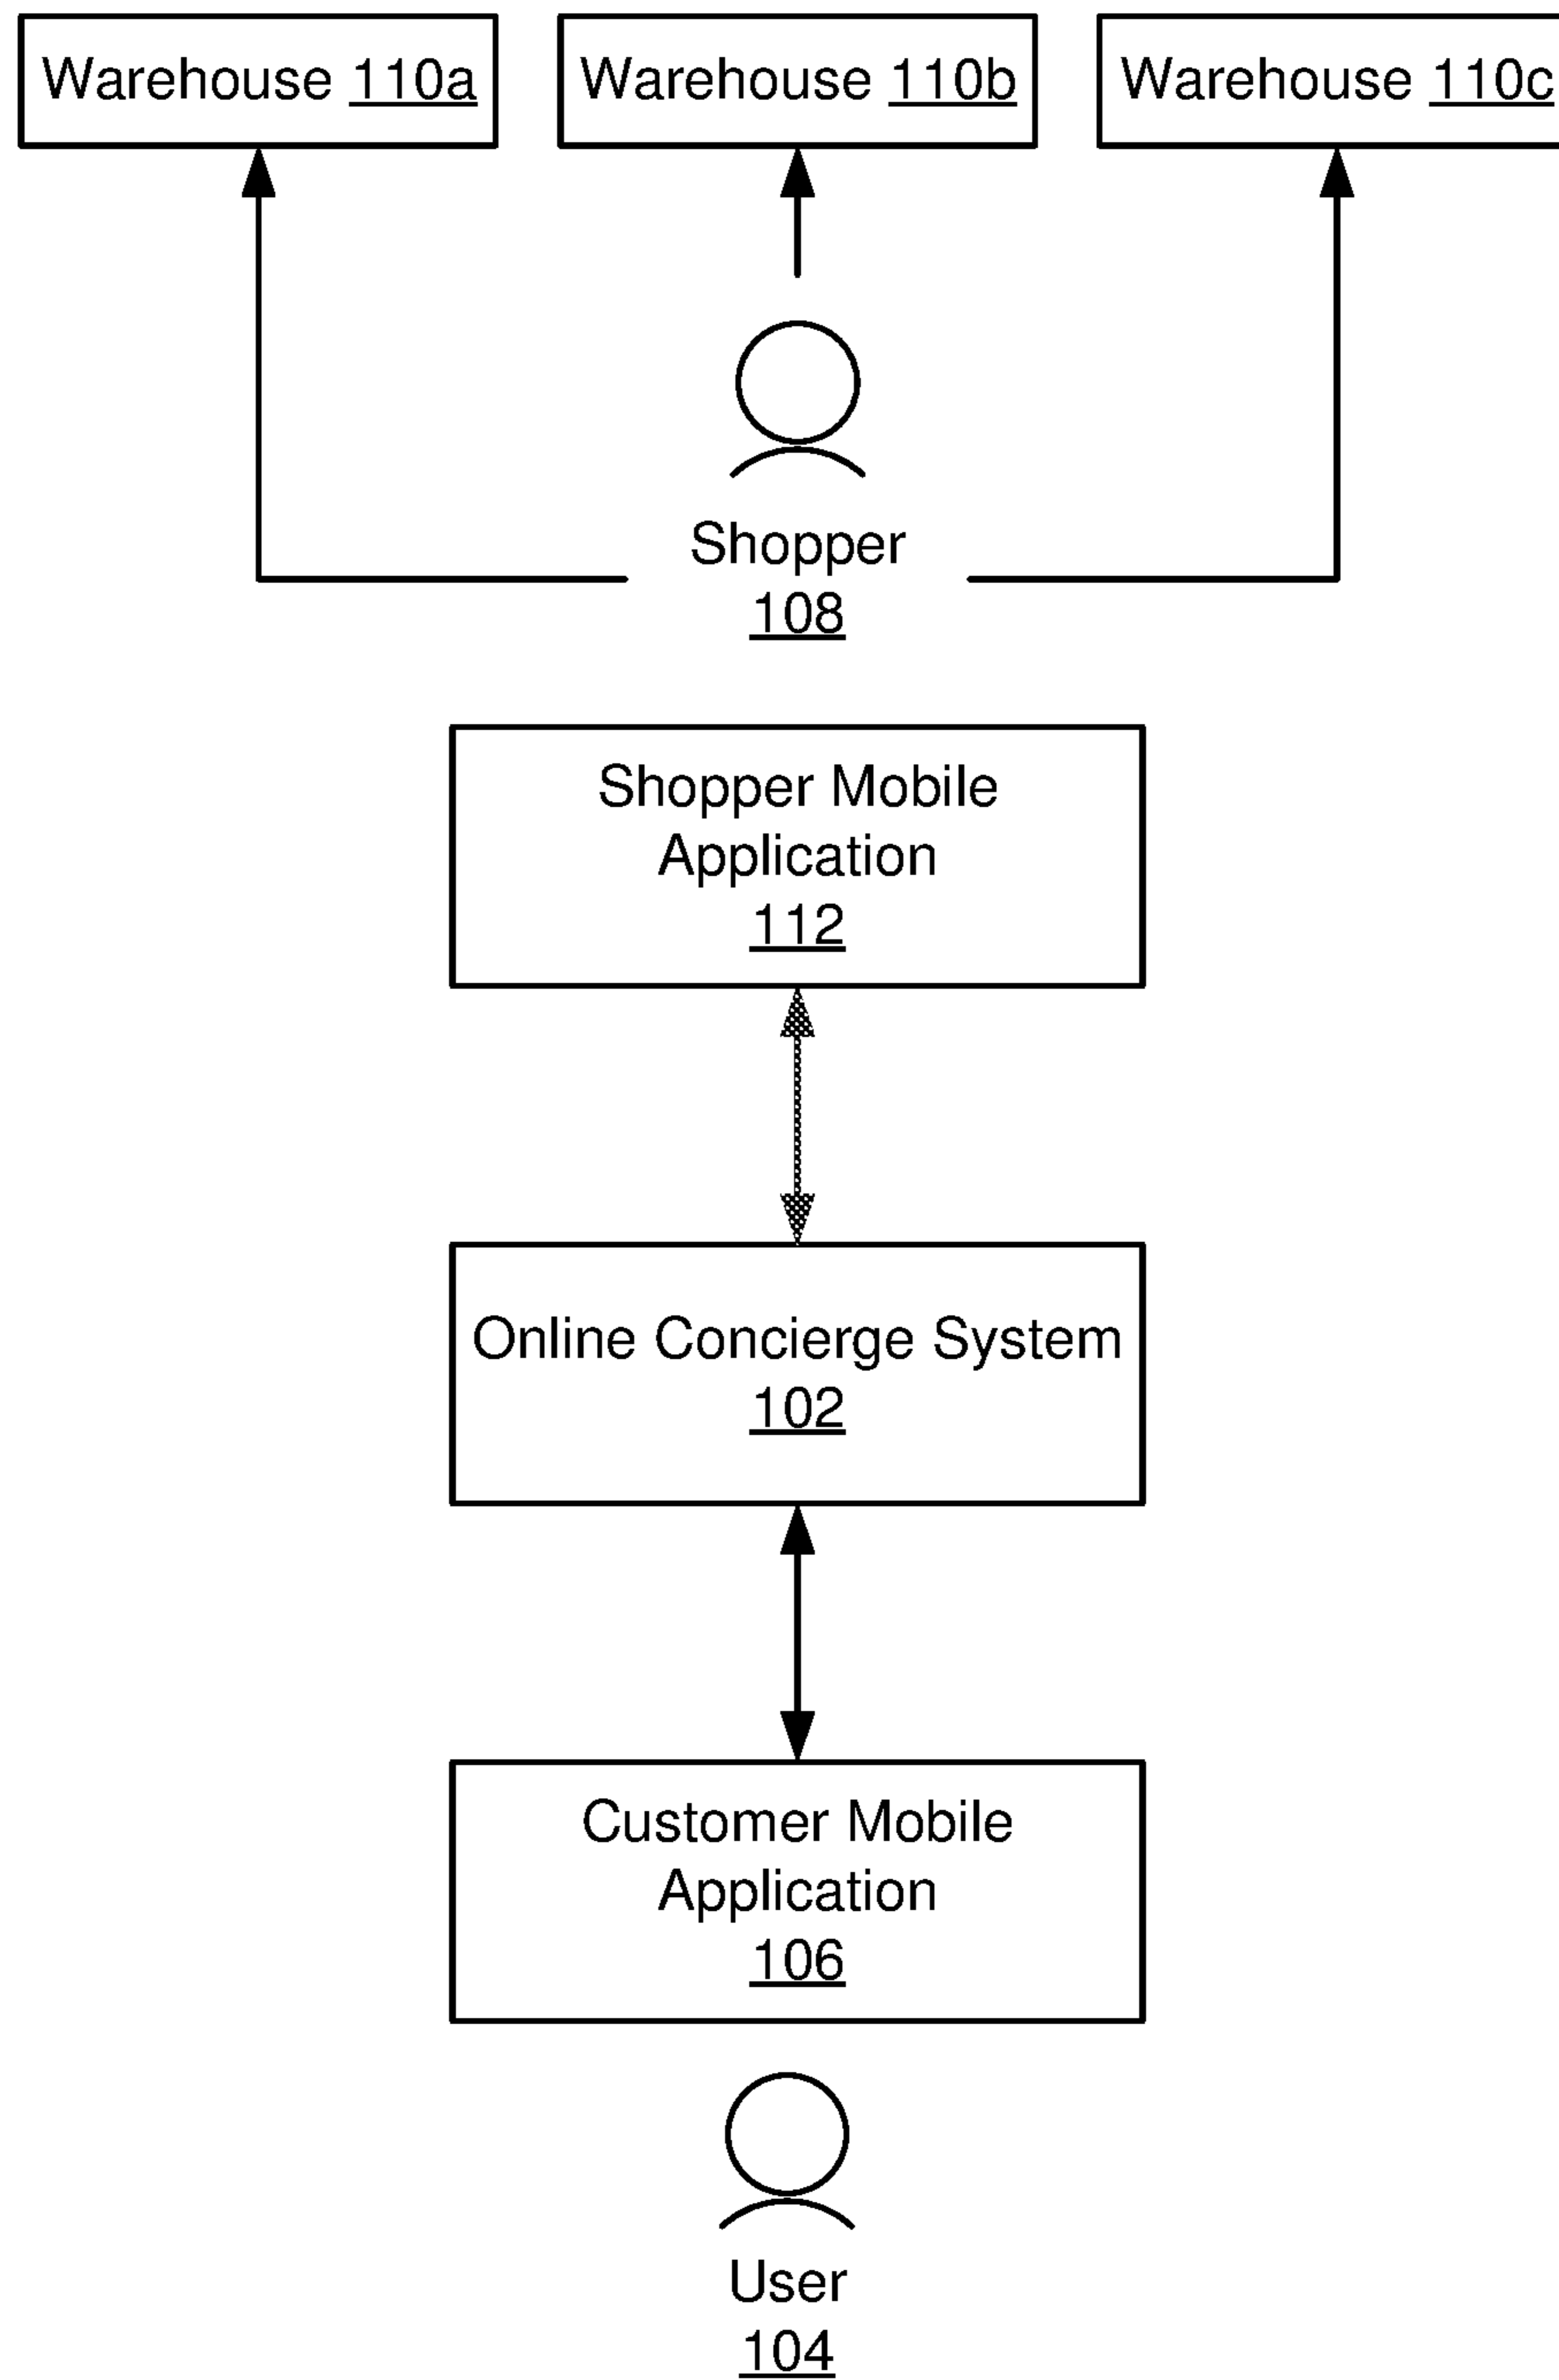 Warehouse 110a
Warehouse 110b
Warehouse 110c
Shopper
108
Shopper Mobile
Application
112
Online Concierge System
102
Customer Mobile
Application
106
User
104